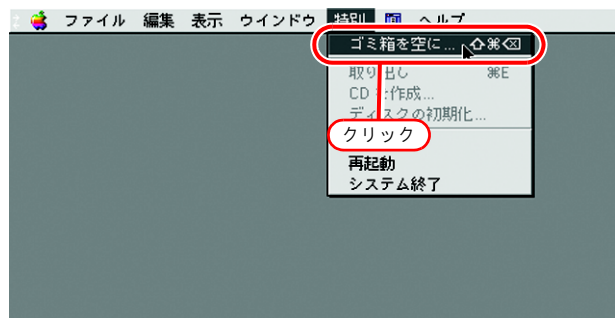 ファイル 編集 表示 ウインドウ 特別 ヘルプ
ゴミ箱を空に... ⇧⌘⌫
取り出し ⌘E
CD を作成...
ディスクの初期化...
クリック
再起動
システム終了